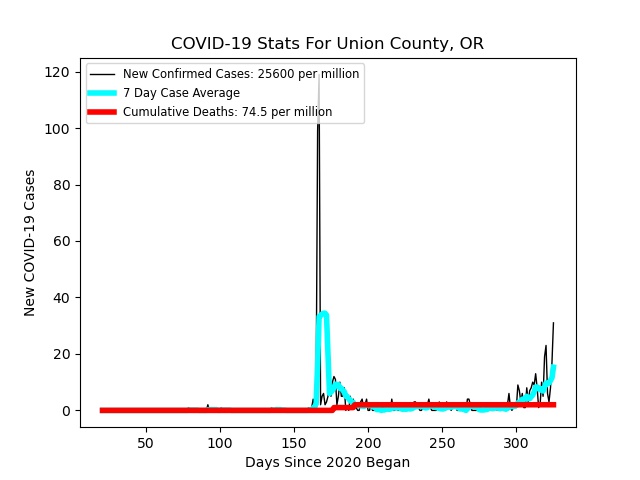 COVID-19 Stats For Union County, OR
New Confirmed Cases: 25600 per million
7 Day Case Average
Cumulative Deaths: 74.5 per million
New COVID-19 Cases
120
100
80
60
40
20
0
50 100 150 200 250 300
Days Since 2020 Began